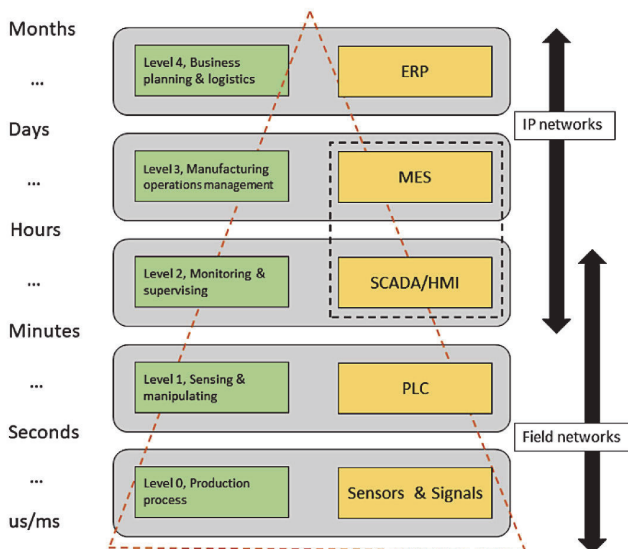 Months
Level 4, Business
planning & logistics
ERP
...
IP networks
Days
Level 3, Manufacturing
operations management
MES
...
Hours
Level 2, Monitoring &
supervising
SCADA/HMI
...
Minutes
Level 1, Sensing &
manipulating
PLC
...
Seconds
Field networks
Level 0, Production
process
Sensors & Signals
...
us/ms